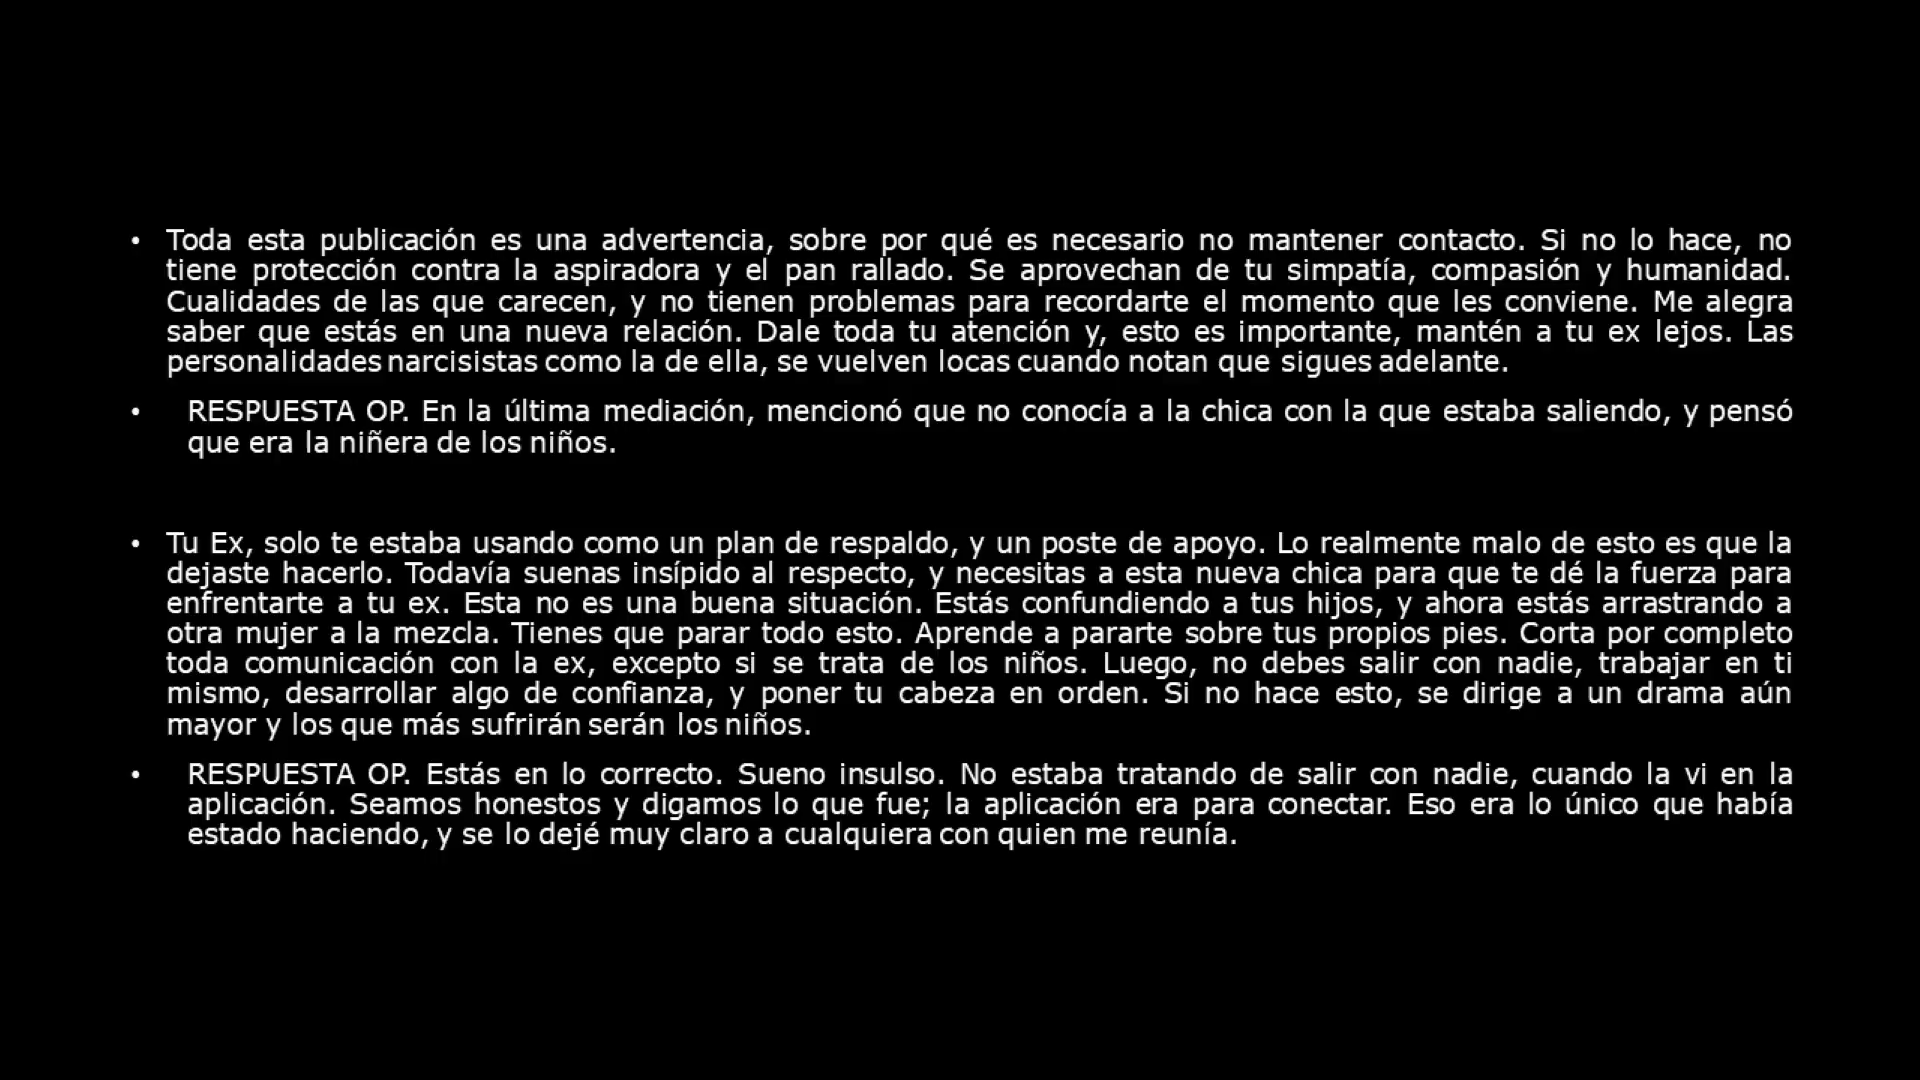 • Toda esta publicación es una advertencia, sobre por qué es necesario no mantener contacto. Si no lo hace, no
tiene protección contra la aspiradora y el pan rallado. Se aprovechan de tu simpatía, compasión y humanidad.
Cualidades de las que carecen, y no tienen problemas para recordarte el momento que les conviene. Me alegra
saber que estás en una nueva relación. Dale toda tu atención y, esto es importante, mantén a tu ex lejos. Las
personalidades narcisistas como la de ella, se vuelven locas cuando notan que sigues adelante.
• RESPUESTA OP. En la última mediación, mencionó que no conocía a la chica con la que estaba saliendo, y pensó
que era la niñera de los niños.
• Tu Ex, solo te estaba usando como un plan de respaldo, y un poste de apoyo. Lo realmente malo de esto es que la
dejaste hacerlo. Todavía suenas insípido al respecto, y necesitas a esta nueva chica para que te dé la fuerza para
enfrentarte a tu ex. Esta no es una buena situación. Estás confundiendo a tus hijos, y ahora estás arrastrando a
otra mujer a la mezcla. Tienes que parar todo esto. Aprende a pararte sobre tus propios pies. Corta por completo
toda comunicación con la ex, excepto si se trata de los niños. Luego, no debes salir con nadie, trabajar en ti
mismo, desarrollar algo de confianza, y poner tu cabeza en orden. Si no hace esto, se dirige a un drama aún
mayor y los que más sufrirán serán los niños.
• RESPUESTA OP. Estás en lo correcto. Sueno insulso. No estaba tratando de salir con nadie, cuando la vi en la
aplicación. Seamos honestos y digamos lo que fue; la aplicación era para conectar. Eso era lo único que había
estado haciendo, y se lo dejé muy claro a cualquiera con quien me reunía.